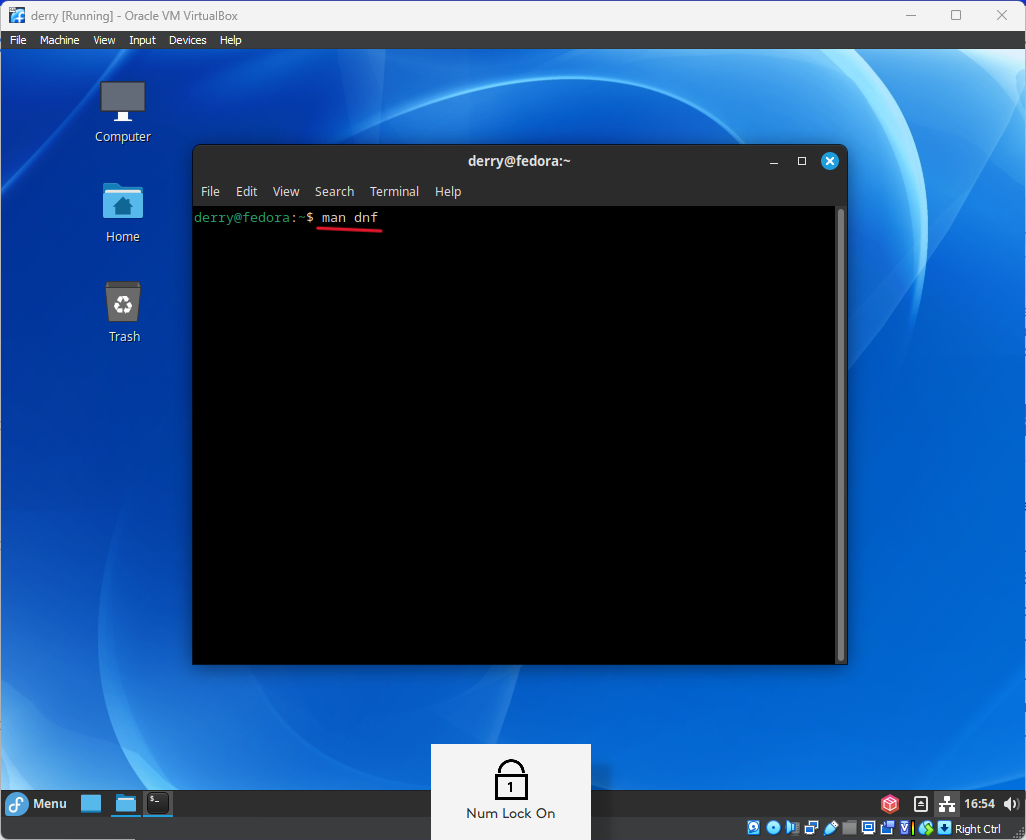 derry [Running] - Oracle VM VirtualBox
File Machine View Input Devices Help
Computer
Home
Trash
derry@fedora:~
File Edit View Search Terminal Help
derry@fedora:~$ man dnf
1
Num Lock On
Menu
$-
16:54
V
Right Ctrl